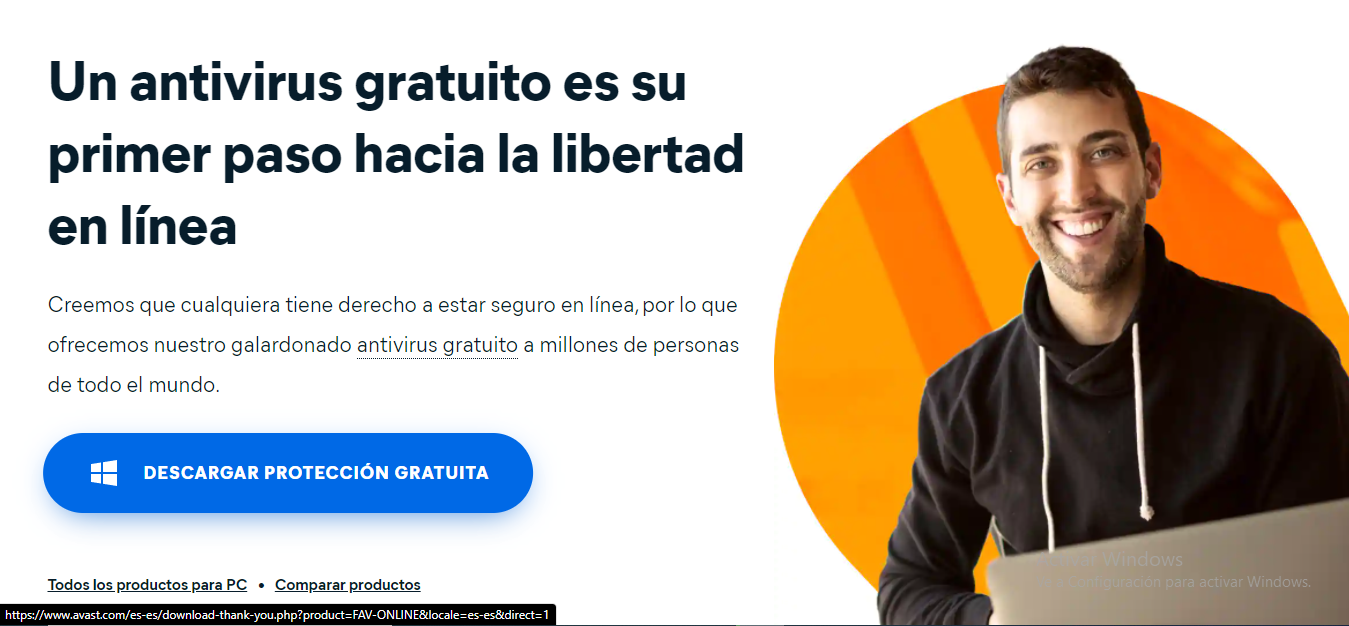 Un antivirus gratuito es su
primer paso hacia la libertad
en línea
Creemos que cualquiera tiene derecho a estar seguro en línea, por lo que
ofrecemos nuestro galardonado antivirus gratuito a millones de personas
de todo el mundo.
DESCARGAR PROTECCIÓN GRATUITA
Todos los productos para PC • Comparar productos
Windows
Configuración para activar Windows.
https://www.avast.com/es-es/download-thank-you.php?product=FAV-ONLINE&locale=es-es&direct=1